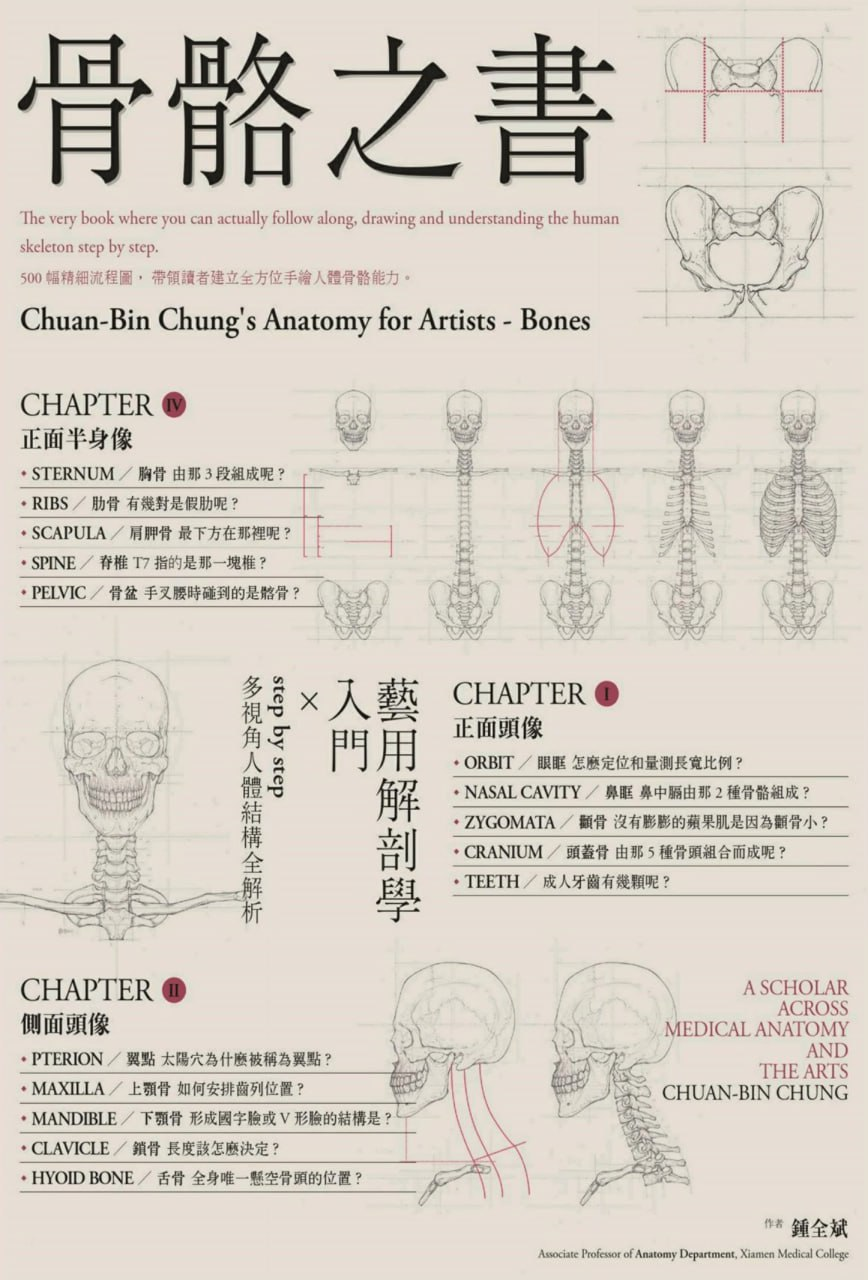 骨骼之書
The very book where you can actually follow along, drawing and understanding the human
skeleton step by step.
500 幅精細流程圖， 帶領讀者建立全方位手繪人體骨骼能力。
Chuan-Bin Chung's Anatomy for Artists - Bones
CHAPTER IV
正面半身像
• STERNUM／胸骨 由那 3 段組成呢？
• RIBS／肋骨 有幾對是假肋呢？
• SCAPULA／肩胛骨 最下方在那裡呢？
• SPINE／脊椎 T7 指的是那一塊椎？
• PELVIC／骨盆 手叉腰時碰到的是髂骨？
藝用解剖學
入門
×
step by step
多視角人體結構全解析
CHAPTER I
正面頭像
• ORBIT／眼眶 怎麼定位和量測長寬比例？
• NASAL CAVITY／鼻眶 鼻中膈由那 2 種骨骼組成？
• ZYGOMATA／顴骨 沒有膨膨的蘋果肌是因為顴骨小？
• CRANIUM／頭蓋骨 由那 5 種骨頭組合而成呢？
• TEETH／成人牙齒有幾顆呢？
CHAPTER II
側面頭像
• PTERION／翼點 太陽穴為什麼被稱為翼點？
• MAXILLA／上顎骨 如何安排齒列位置？
• MANDIBLE／下顎骨 形成國字臉或 V 形臉的結構是？
• CLAVICLE／鎖骨 長度該怎麼決定？
• HYOID BONE／舌骨 全身唯一懸空骨頭的位置？
A SCHOLAR
ACROSS
MEDICAL ANATOMY
AND
THE ARTS
CHUAN-BIN CHUNG
作者 鍾全斌
Associate Professor of Anatomy Department, Xiamen Medical College